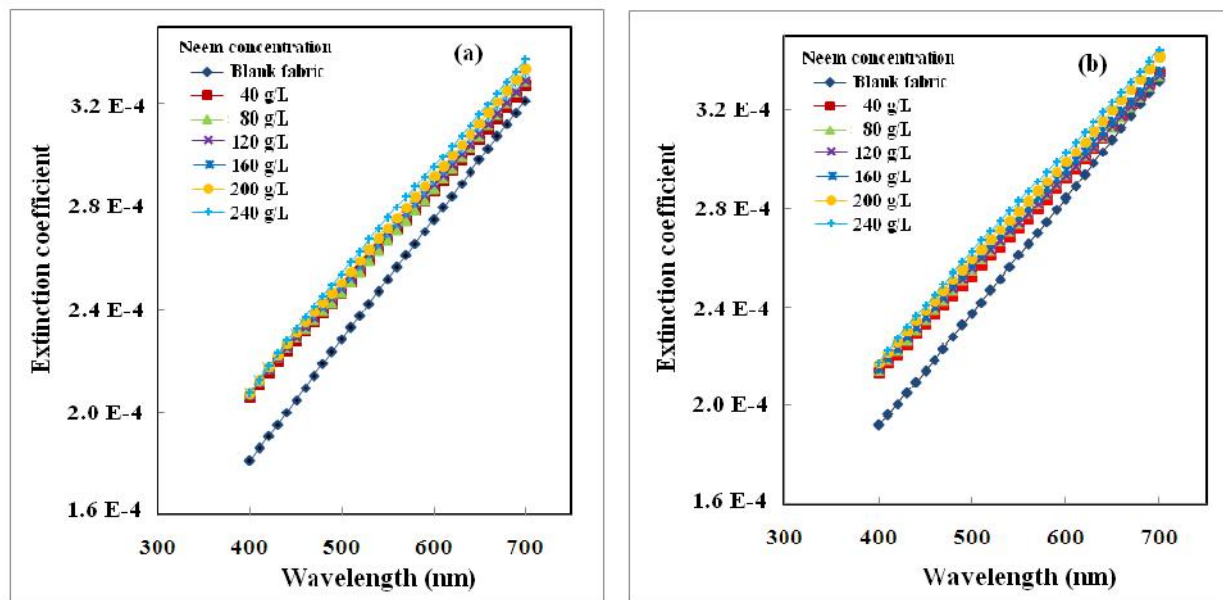 Neem concentration
Blank fabric
40 g/L
80 g/L
120 g/L
160 g/L
200 g/L
240 g/L
(a)
Extinction coefficient
3.2 E-4
2.8 E-4
2.4 E-4
2.0 E-4
1.6 E-4
300 400 500 600 700
Wavelength (nm)
Neem concentration
Blank fabric
40 g/L
80 g/L
120 g/L
160 g/L
200 g/L
240 g/L
(b)
Extinction coefficient
3.2 E-4
2.8 E-4
2.4 E-4
2.0 E-4
1.6 E-4
300 400 500 600 700
Wavelength (nm)